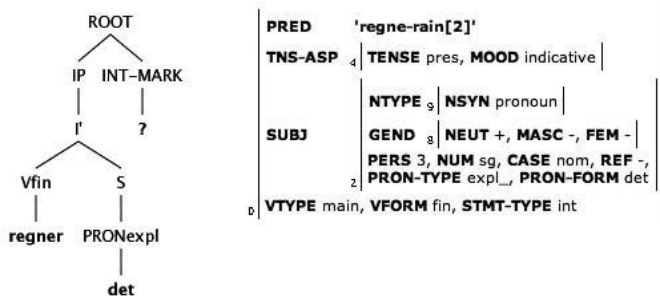 ROOT
IP INT-MARK
I' ?
Vfin S
regner PRONexpl
det
PRED 'regne-rain[2]'
TNS-ASP 4 TENSE pres, MOOD indicative
NTYPE 9 NSYN pronoun
SUBJ GEND 8 NEUT +, MASC -, FEM -
PERS 3, NUM sg, CASE nom, REF -,
2 PRON-TYPE expl_, PRON-FORM det
0 VTYPE main, VFORM fin, STMT-TYPE int